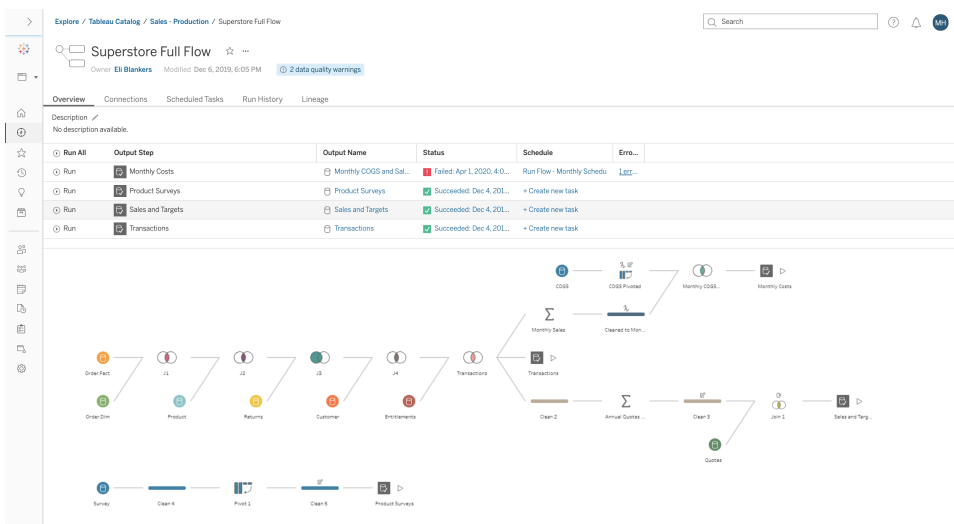 Explore / Tableau Catalog / Sales - Production / Superstore Full Flow
Search
MH
Superstore Full Flow
Owner Eli Blankers Modified Dec 6, 2019, 6:05 PM 2 data quality warnings
Overview Connections Scheduled Tasks Run History Lineage
Description
No description available.
Run All Output Step Output Name Status Schedule Erro...
Run Monthly Costs Monthly COGS and Sal... Failed: Apr 1, 2020, 4:0... Run Flow - Monthly Schedu 1 err...
Run Product Surveys Product Surveys Succeeded: Dec 4, 201... + Create new task
Run Sales and Targets Sales and Targets Succeeded: Dec 4, 201... + Create new task
Run Transactions Transactions Succeeded: Dec 4, 201... + Create new task
COGS COGS Pivoted Monthly COGS... Monthly Costs
Monthly Sales Cleaned to Mon...
Order Fact J1 J2 J3 J4 Transactions Transactions
Order Dim Product Returns Customer Entitlements Clean 2 Annual Quotas ... Clean 3 Join 1 Sales and Targ...
Quotas
Survey Clean 4 Pivot 1 Clean 5 Product Surveys